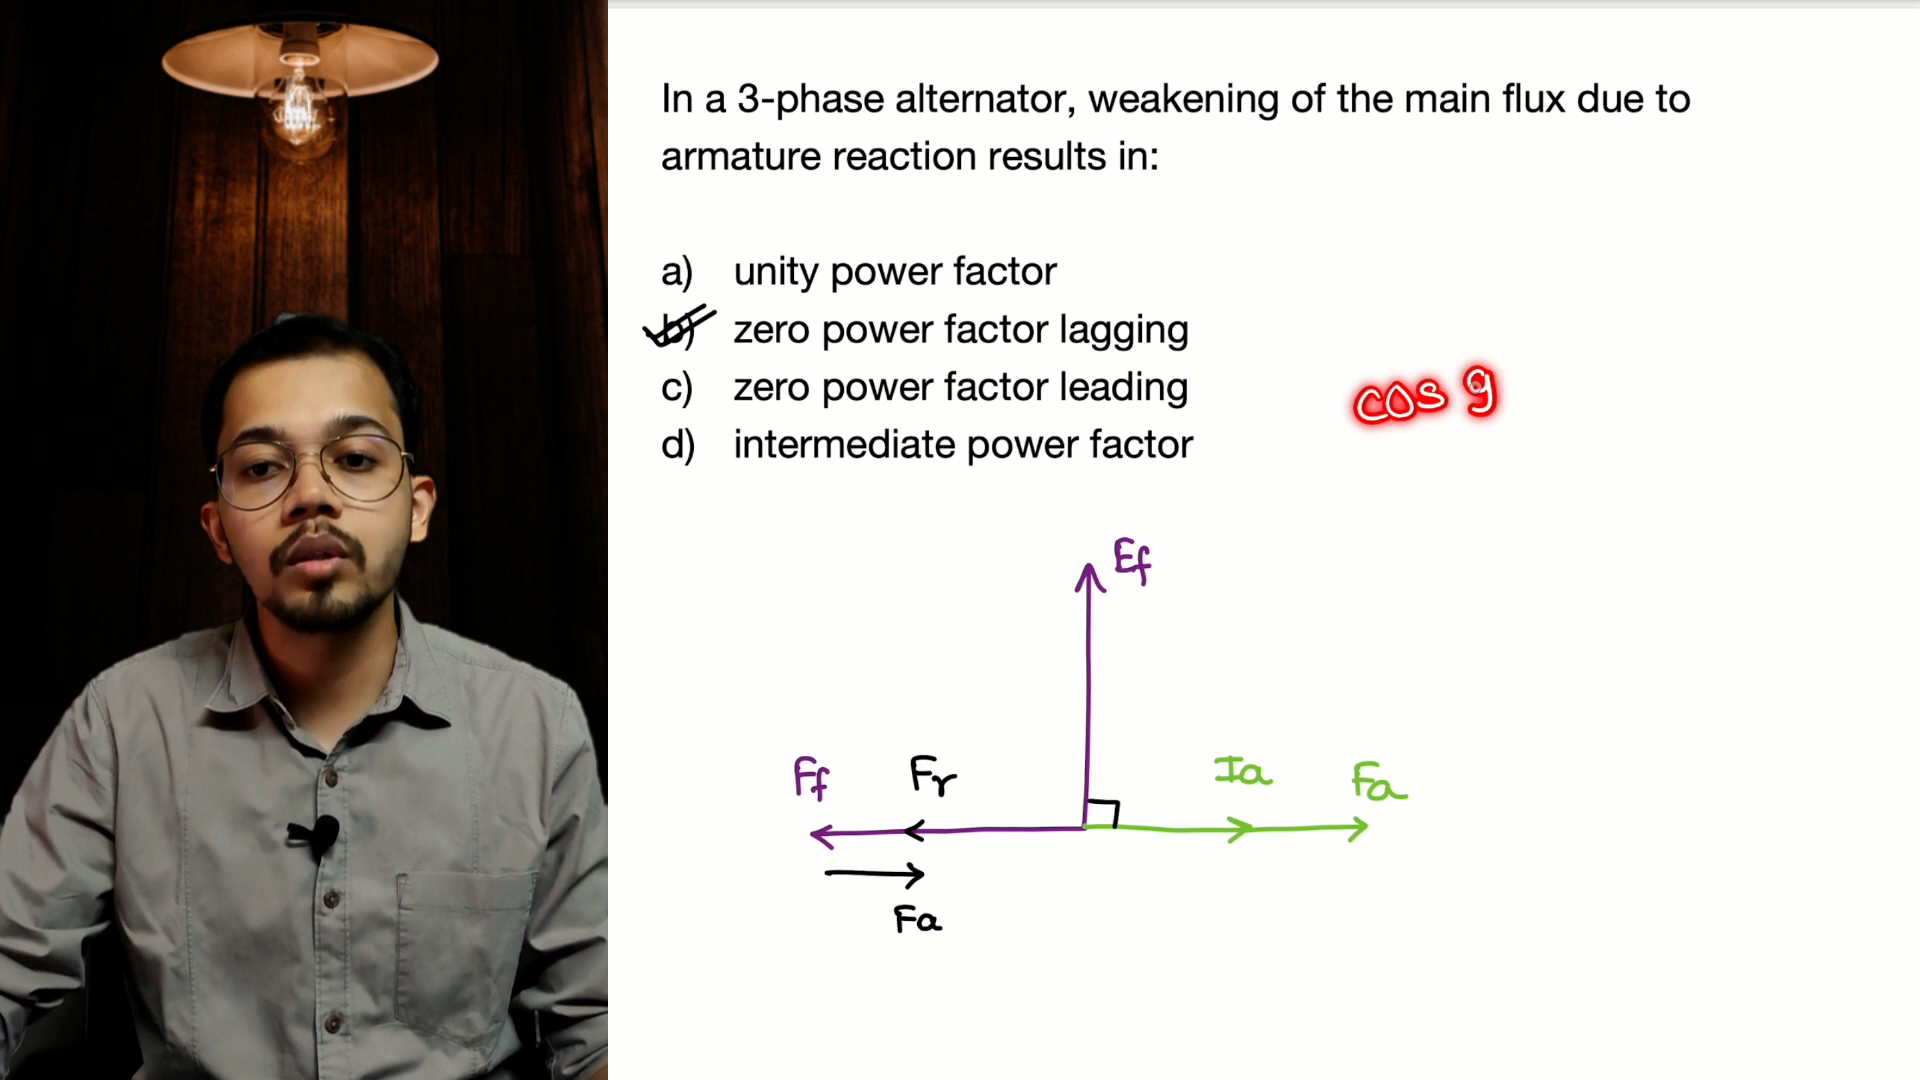 In a 3-phase alternator, weakening of the main flux due to
armature reaction results in:
a) unity power factor
b) zero power factor lagging
c) zero power factor leading
d) intermediate power factor
cos 9
Ef
Ff Fr Ia Fa
Fa